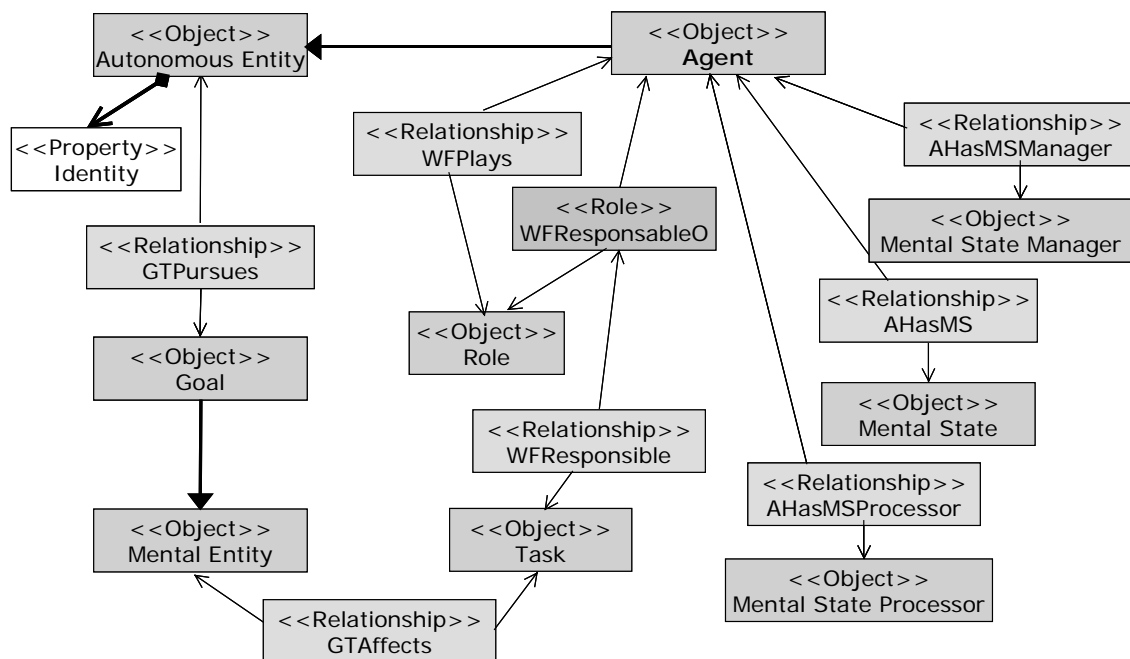 <<Object>>
Autonomous Entity
<<Object>>
Agent
<<Property>>
Identity
<<Relationship>>
WFPlays
<<Relationship>>
AHasMSManager
<<Role>>
WFResponsableO
<<Object>>
Mental State Manager
<<Relationship>>
GTPursues
<<Relationship>>
AHasMS
<<Object>>
Role
<<Object>>
Goal
<<Object>>
Mental State
<<Relationship>>
WFResponsible
<<Relationship>>
AHasMSProcessor
<<Object>>
Mental Entity
<<Object>>
Task
<<Object>>
Mental State Processor
<<Relationship>>
GTAffects